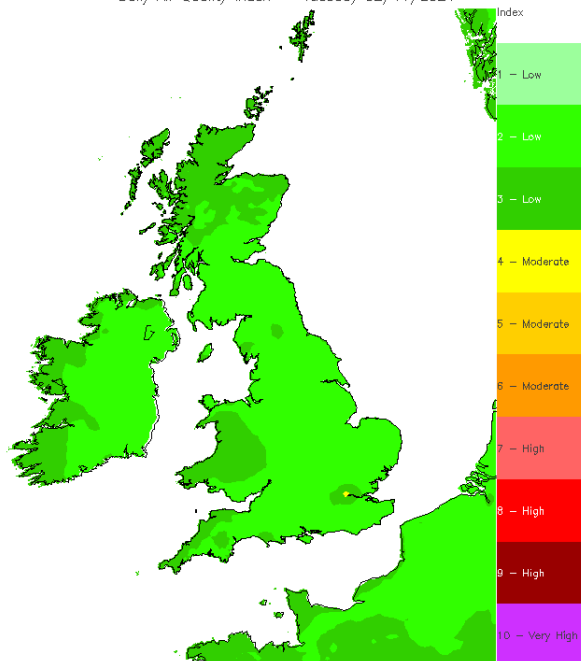 Index
1 - Low
2 - Low
3 - Low
4 - Moderate
5 - Moderate
6 - Moderate
7 - High
8 - High
9 - High
10 - Very High